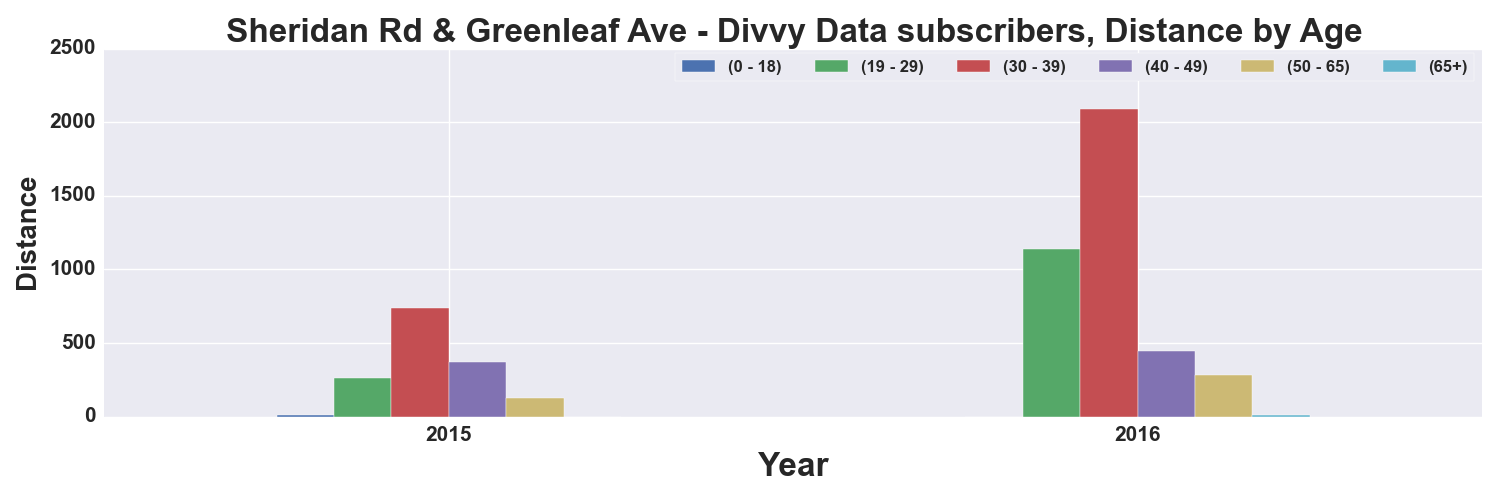 Sheridan Rd & Greenleaf Ave - Divvy Data subscribers, Distance by Age
(0 - 18) (19 - 29) (30 - 39) (40 - 49) (50 - 65) (65+)
Distance
2500
2000
1500
1000
500
0
2015 2016
Year